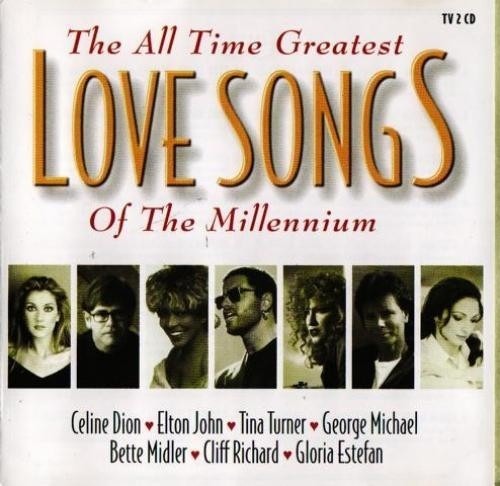 TV 2 CD
The All Time Greatest
LOVE SONGS
Of The Millennium
Celine Dion ♥ Elton John ♥ Tina Turner ♥ George Michael
Bette Midler ♥ Cliff Richard ♥ Gloria Estefan